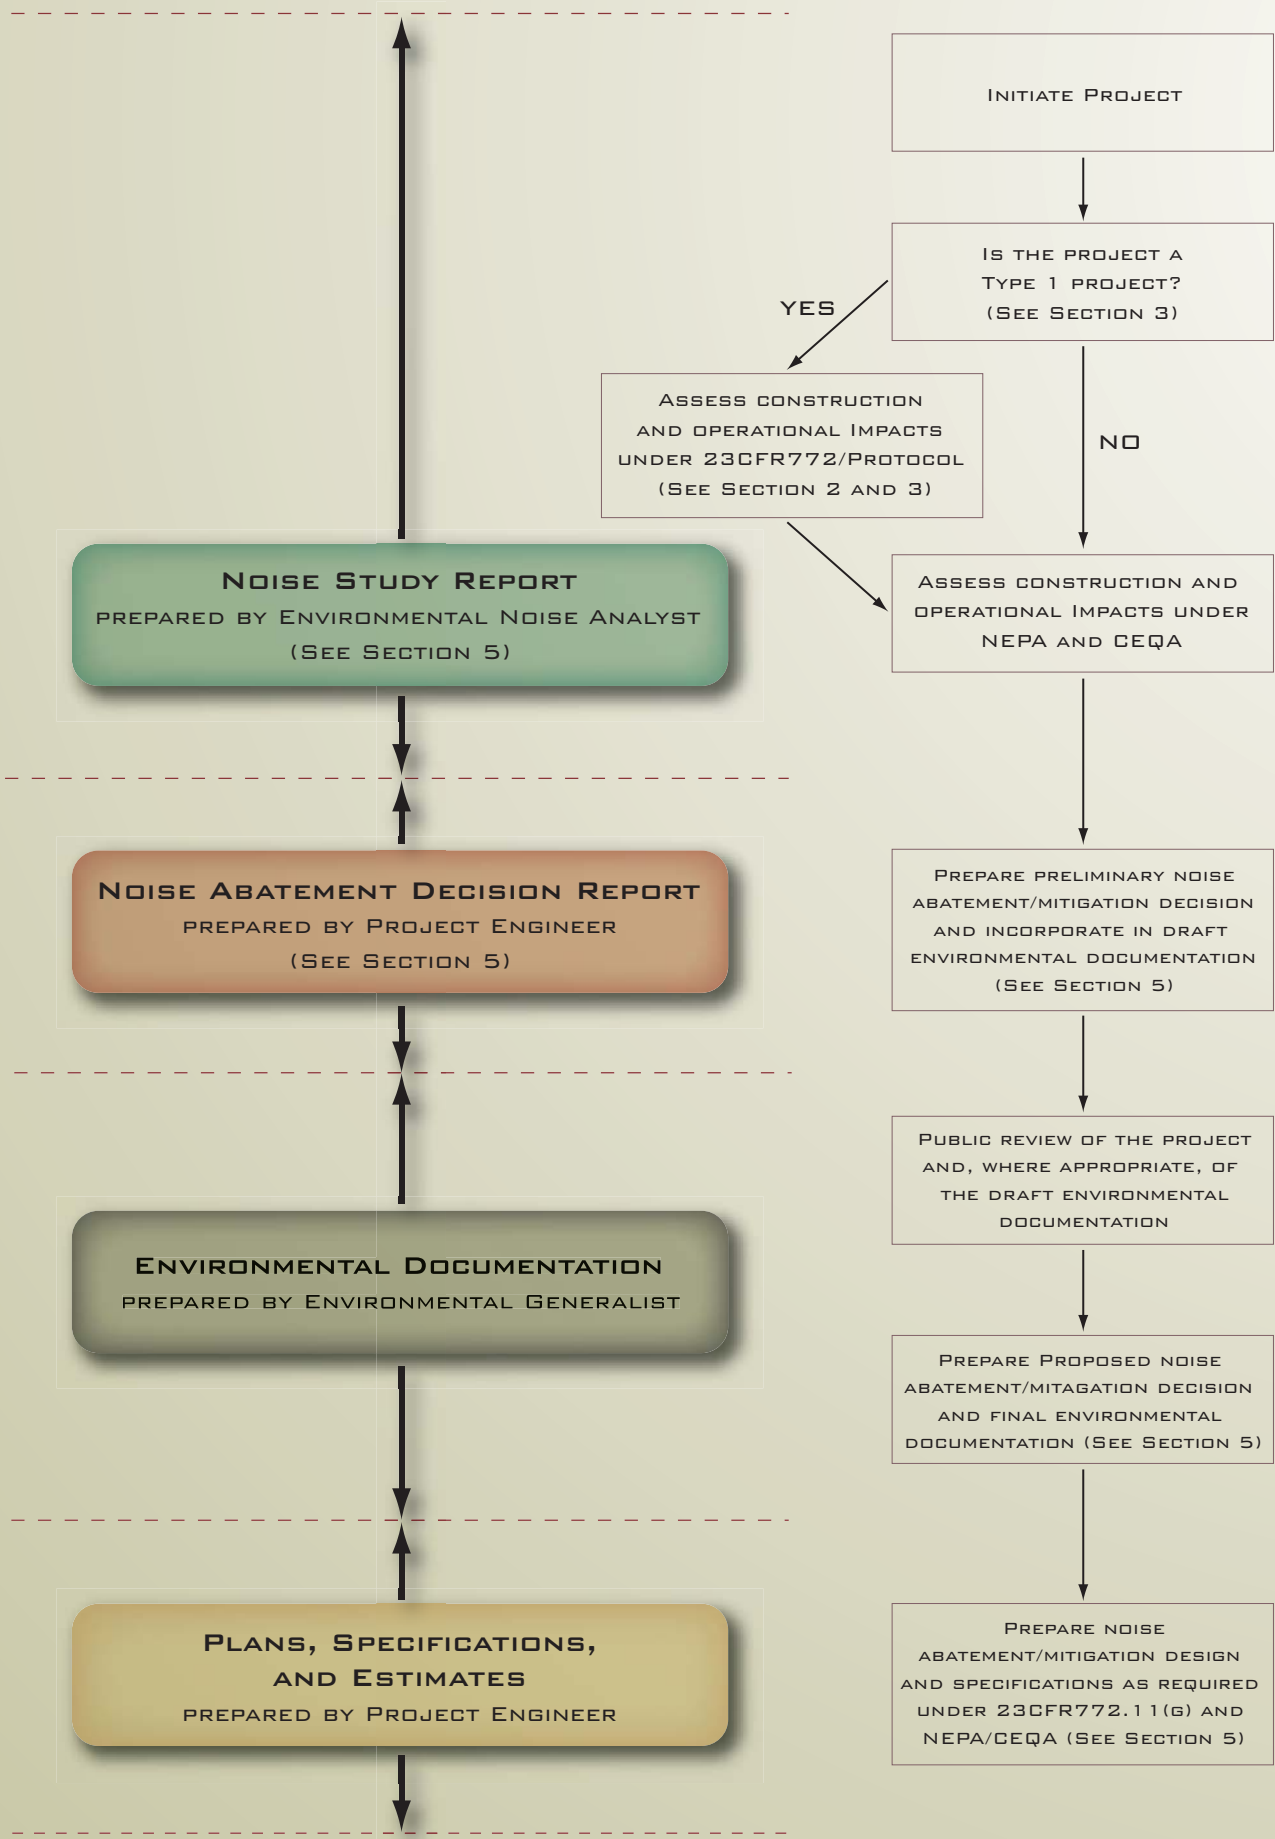 Initiate Project
Is the project a
Type 1 project?
(See Section 3)
YES
NO
Assess construction
and operational Impacts
under 23CFR772/Protocol
(See Section 2 and 3)
Noise Study Report
prepared by Environmental Noise Analyst
(See Section 5)
Assess construction and
operational Impacts under
NEPA and CEQA
Noise Abatement Decision Report
prepared by Project Engineer
(See Section 5)
Prepare preliminary noise
abatement/mitigation decision
and incorporate in draft
environmental documentation
(See Section 5)
Public review of the project
and, where appropriate, of
the draft environmental
documentation
Environmental Documentation
prepared by Environmental Generalist
Prepare Proposed noise
abatement/mitagation decision
and final environmental
documentation (See Section 5)
Plans, Specifications,
and Estimates
prepared by Project Engineer
Prepare noise
abatement/mitigation design
and specifications as required
under 23CFR772.11(g) and
NEPA/CEQA (See Section 5)